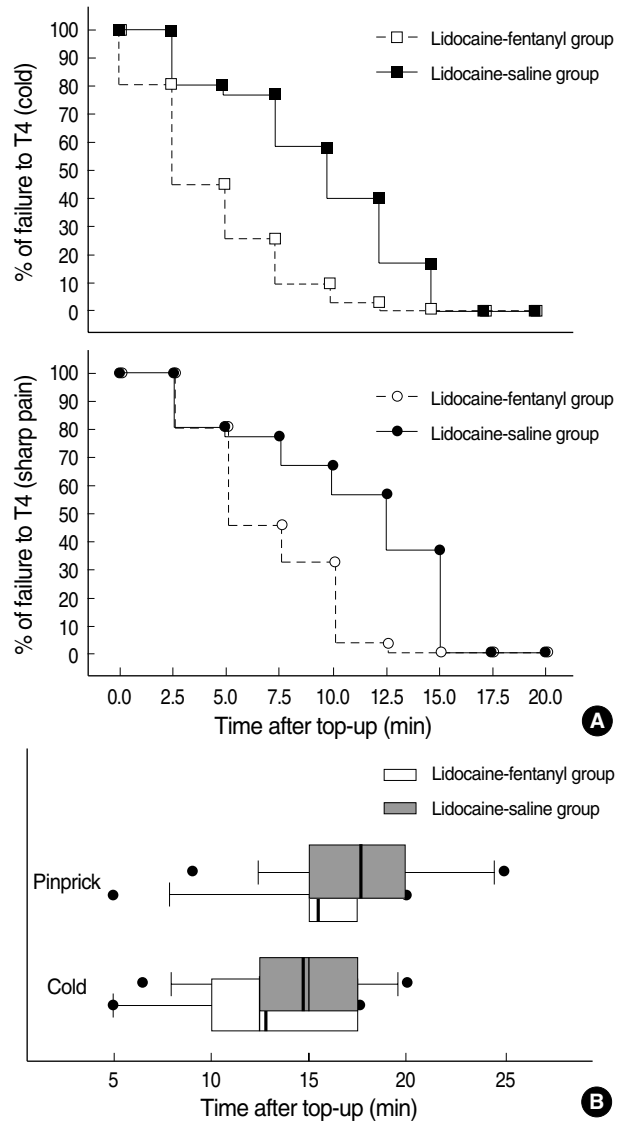 % of failure to T4 (cold)
100
90
80
70
60
50
40
30
20
10
0
Lidocaine-fentanyl group
Lidocaine-saline group
% of failure to T4 (sharp pain)
100
90
80
70
60
50
40
30
20
10
0
Lidocaine-fentanyl group
Lidocaine-saline group
0.0 2.5 5.0 7.5 10.0 12.5 15.0 17.5 20.0
Time after top-up (min)
A
Lidocaine-fentanyl group
Lidocaine-saline group
Pinprick
Cold
5 10 15 20 25
Time after top-up (min)
B